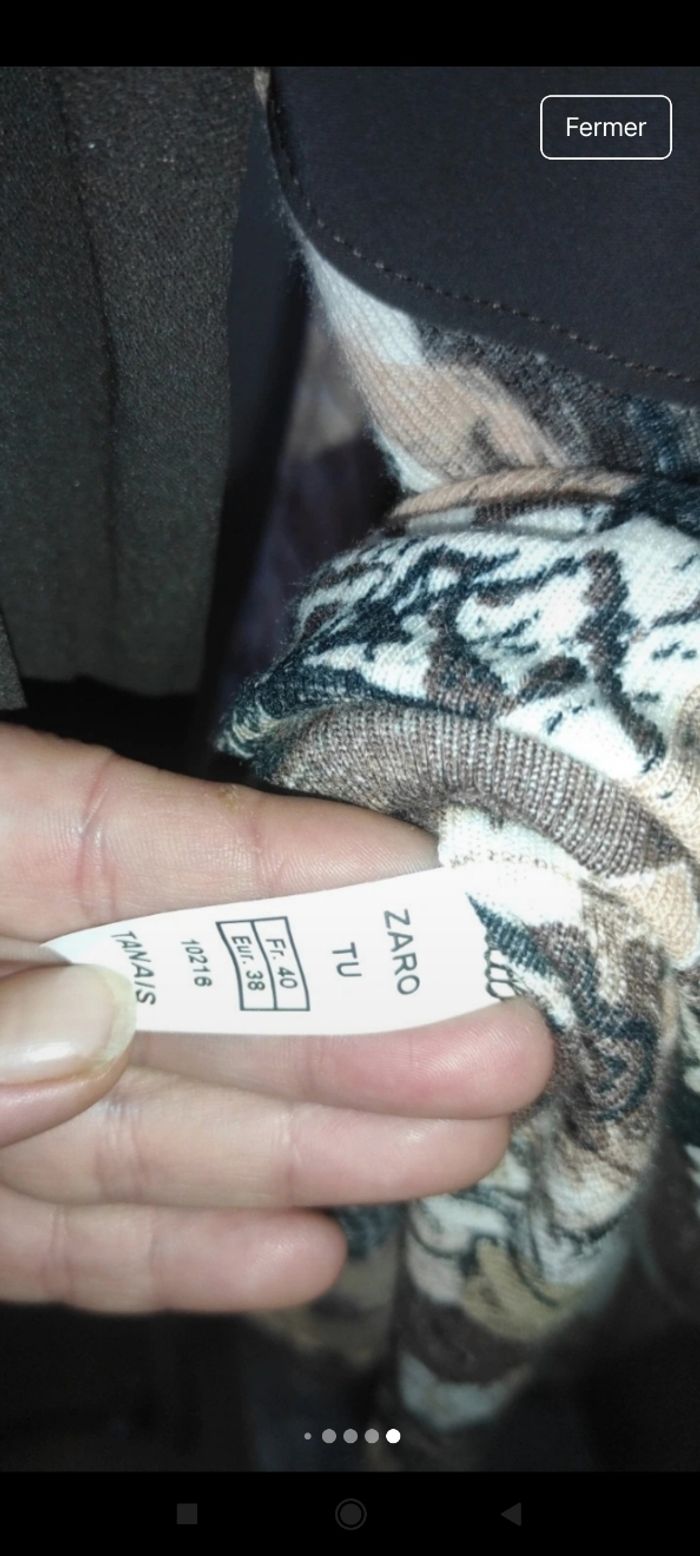 Fermer
ZARO
TU
Fr. 40
Eur. 38
10216
TANAIS